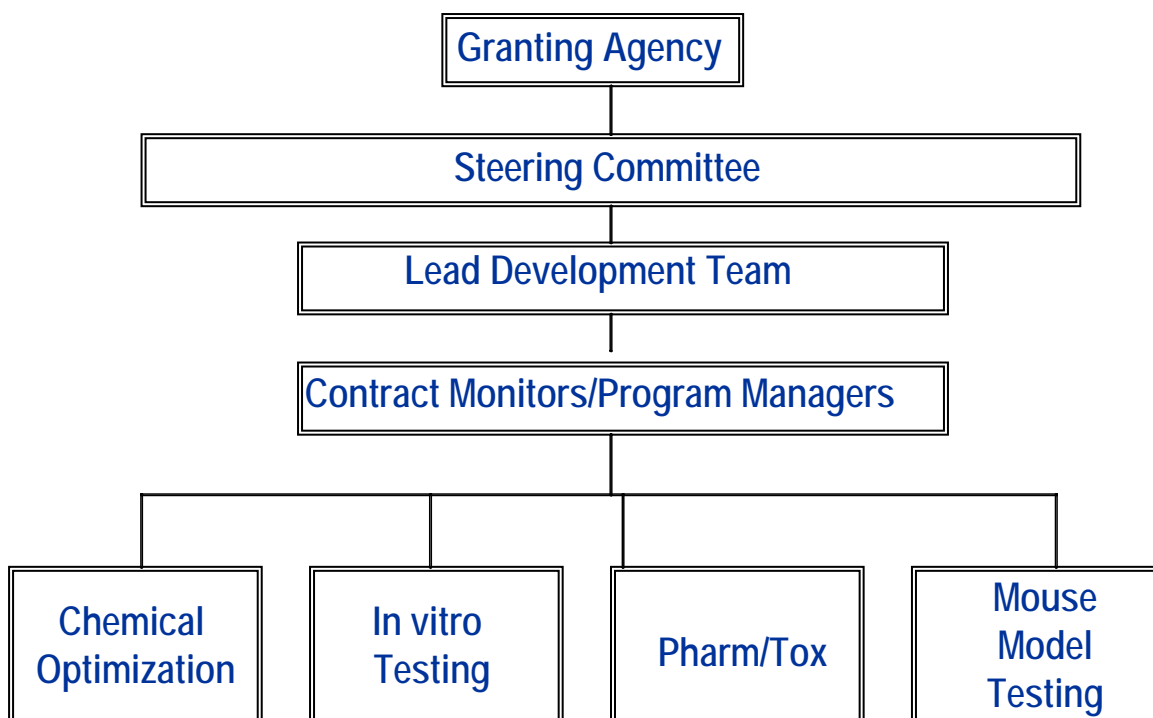 Granting Agency
Steering Committee
Lead Development Team
Contract Monitors/Program Managers
Chemical
Optimization
In vitro
Testing
Pharm/Tox
Mouse
Model
Testing